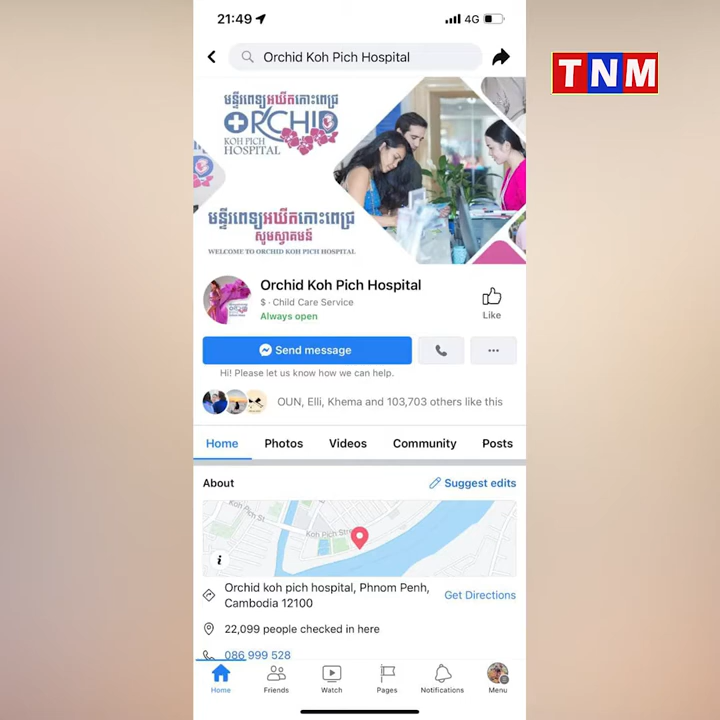 21:49
4G
Orchid Koh Pich Hospital
TNM
មន្ទីរពេទ្យអឃីតកោះពេជ្រ
ORCHID
KOH PICH
HOSPITAL
មន្ទីរពេទ្យអឃីតកោះពេជ្រ
សូមស្វាគមន៍
WELCOME TO ORCHID KOH PICH HOSPITAL
Orchid Koh Pich Hospital
$ · Child Care Service
Always open
Like
Send message
Hi! Please let us know how we can help.
OUN, Elli, Khema and 103,703 others like this
Home Photos Videos Community Posts
About
Suggest edits
Koh Pich St
Koh Pich Street
Orchid koh pich hospital, Phnom Penh,
Cambodia 12100
Get Directions
22,099 people checked in here
086 999 528
Home Friends Watch Pages Notifications Menu